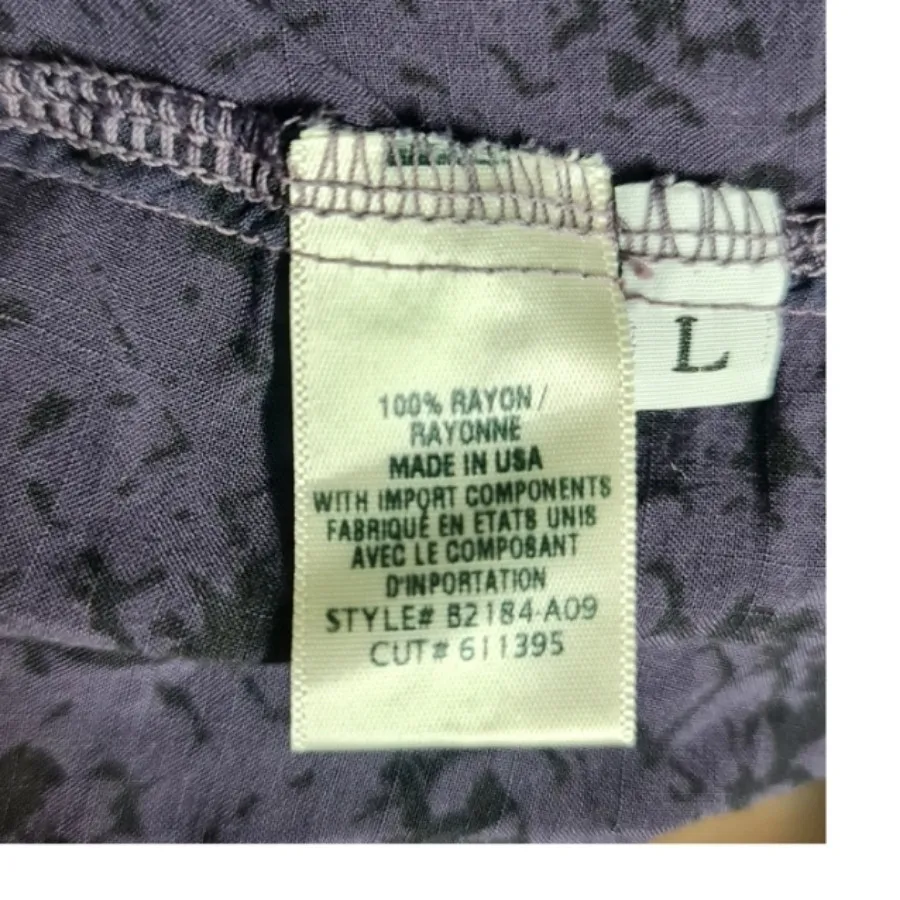 100% RAYON /
RAYONNE
MADE IN USA
WITH IMPORT COMPONENTS
FABRIQUÉ EN ETATS UNIS
AVEC LE COMPOSANT
D'INPORTATION
STYLE# B2184-A09
CUT# 611395
L